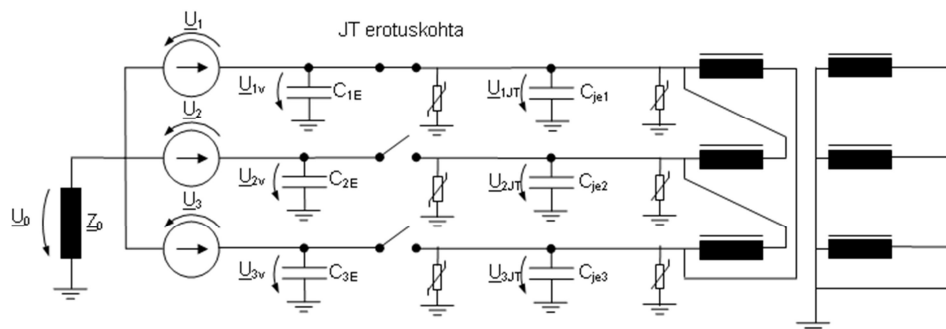 U1
JT erotuskohta
U1v
C1E
U1JT
Cje1
U2
U2v
C2E
U2JT
Cje2
U0
Z0
U3
U3v
C3E
U3JT
Cje3